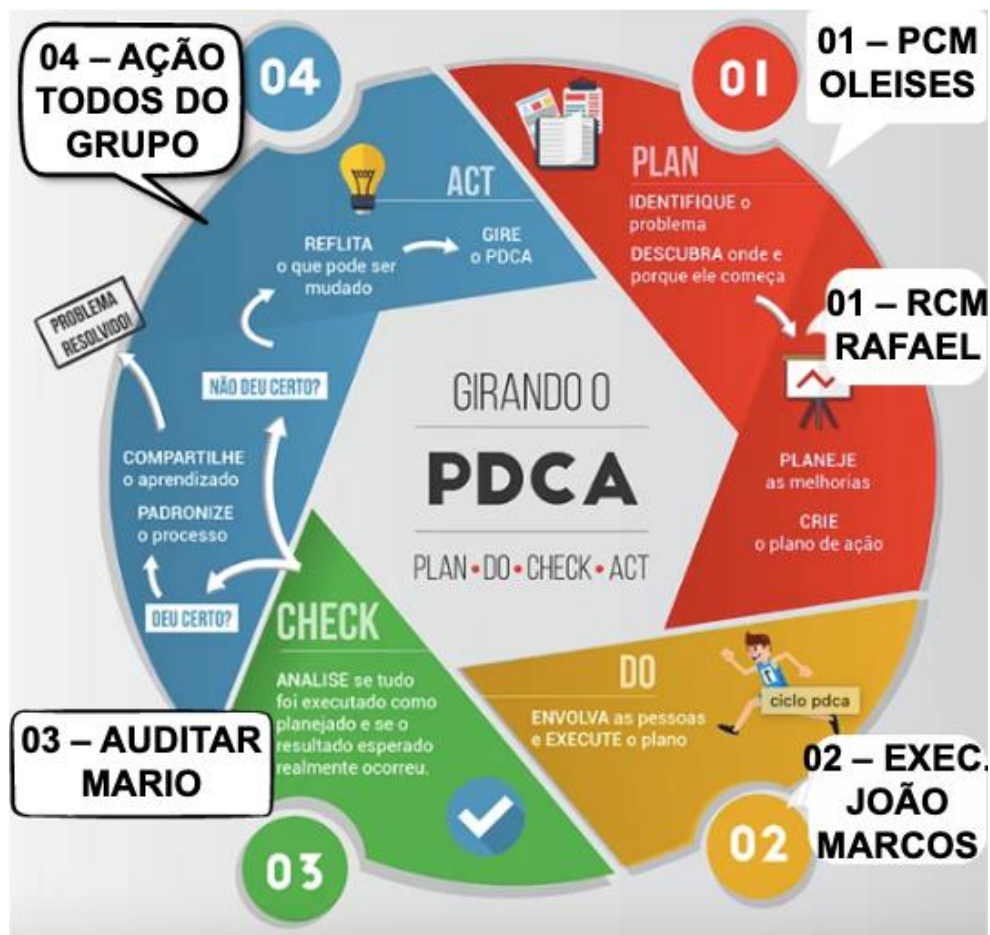 04 – AÇÃO
TODOS DO
GRUPO
04
01
01 – PCM
OLEISES
PLAN
IDENTIFIQUE o
problema
DESCUBRA onde e
porque ele começa
01 – RCM
RAFAEL
PLANEJE
as melhorias
CRIE
o plano de ação
ACT
REFLITA
o que pode ser
mudado
GIRE
o PDCA
PROBLEMA
RESOLVIDO!
NÃO DEU CERTO?
COMPARTILHE
o aprendizado
PADRONIZE
o processo
DEU CERTO?
GIRANDO O
PDCA
PLAN•DO•CHECK•ACT
DO
ENVOLVA as pessoas
e EXECUTE o plano
ciclo pdca
02 – EXEC.
JOÃO
MARCOS
02
CHECK
ANALISE se tudo
foi executado como
planejado e se o
resultado esperado
realmente ocorreu.
03 – AUDITAR
MARIO
03